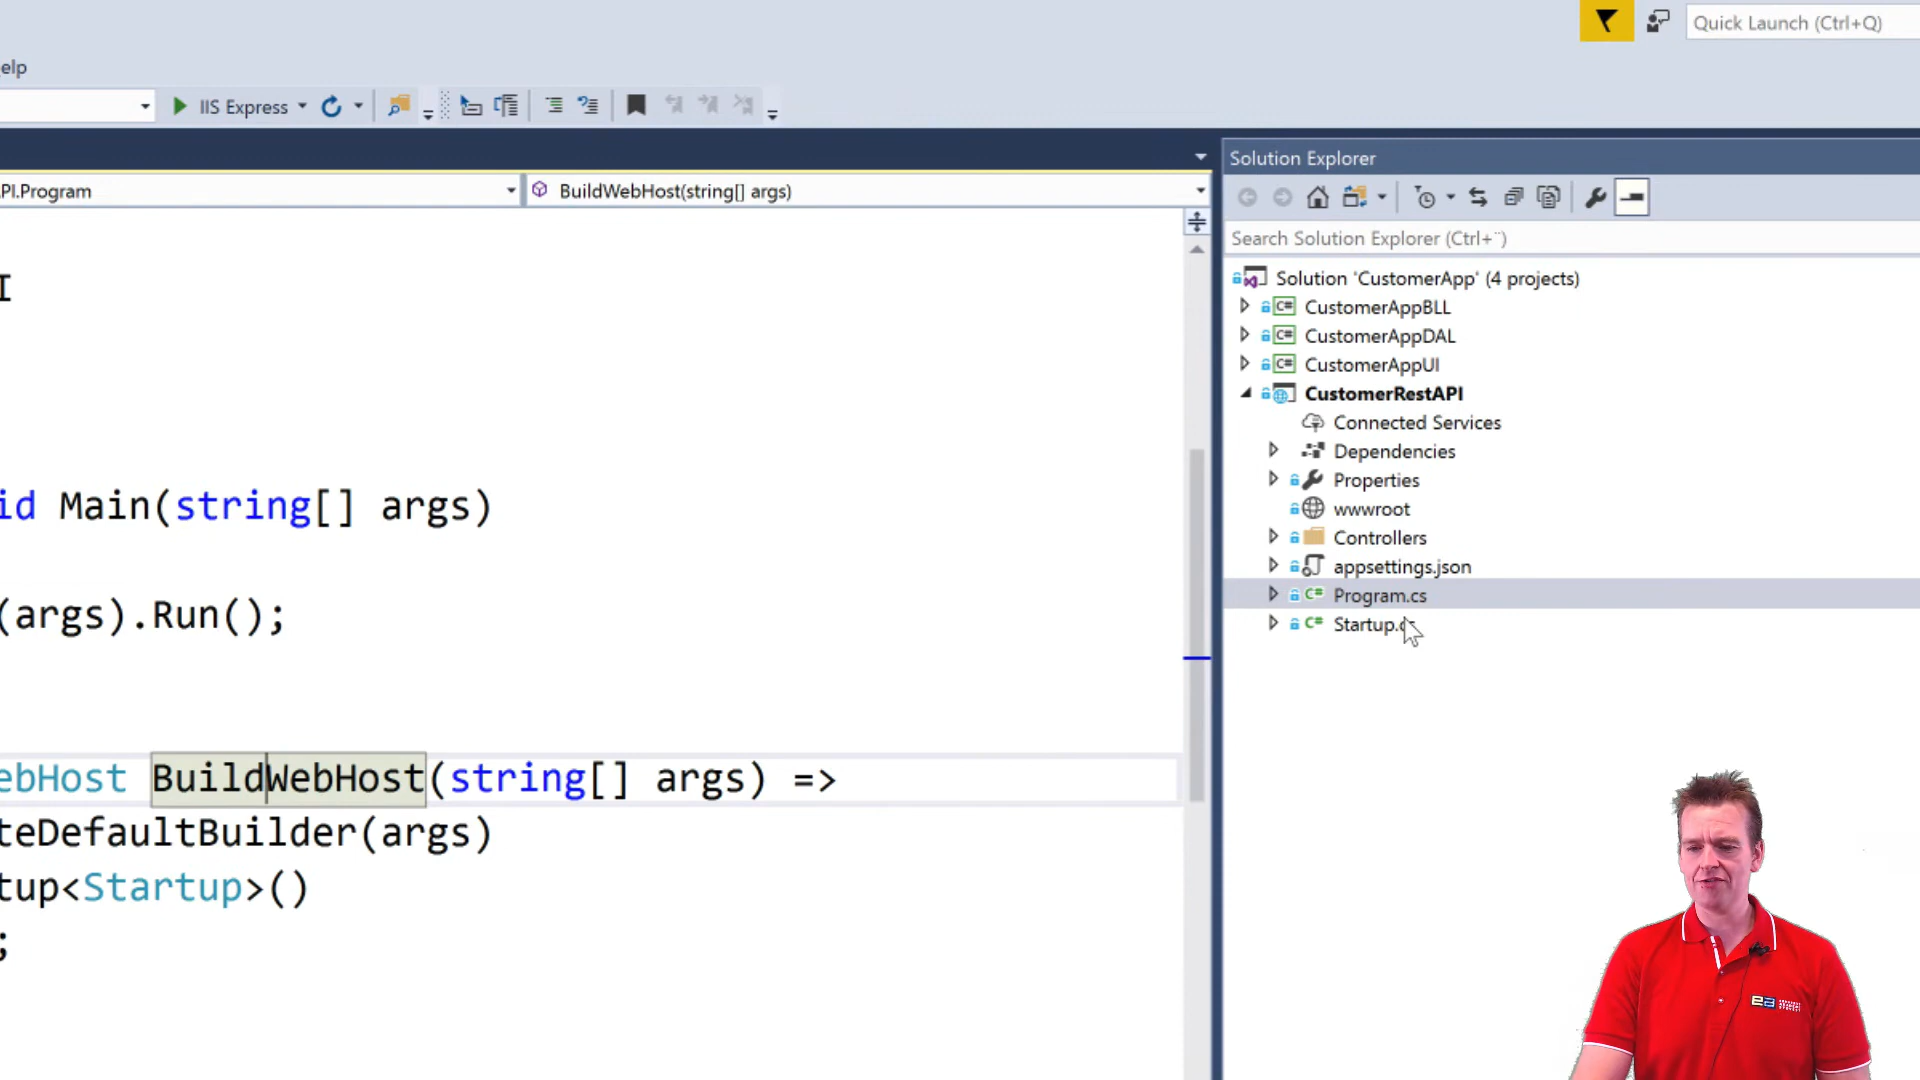 Quick Launch (Ctrl+Q)
elp
IIS Express
Solution Explorer
PI.Program
BuildWebHost(string[] args)
Search Solution Explorer (Ctrl+¨)
I
Solution 'CustomerApp' (4 projects)
CustomerAppBLL
CustomerAppDAL
CustomerAppUI
CustomerRestAPI
Connected Services
Dependencies
Properties
wwwroot
Controllers
appsettings.json
Program.cs
Startup.c
id Main(string[] args)
(args).Run();
ebHost BuildWebHost(string[] args) =>
teDefaultBuilder(args)
tup<Startup>()
;
ea